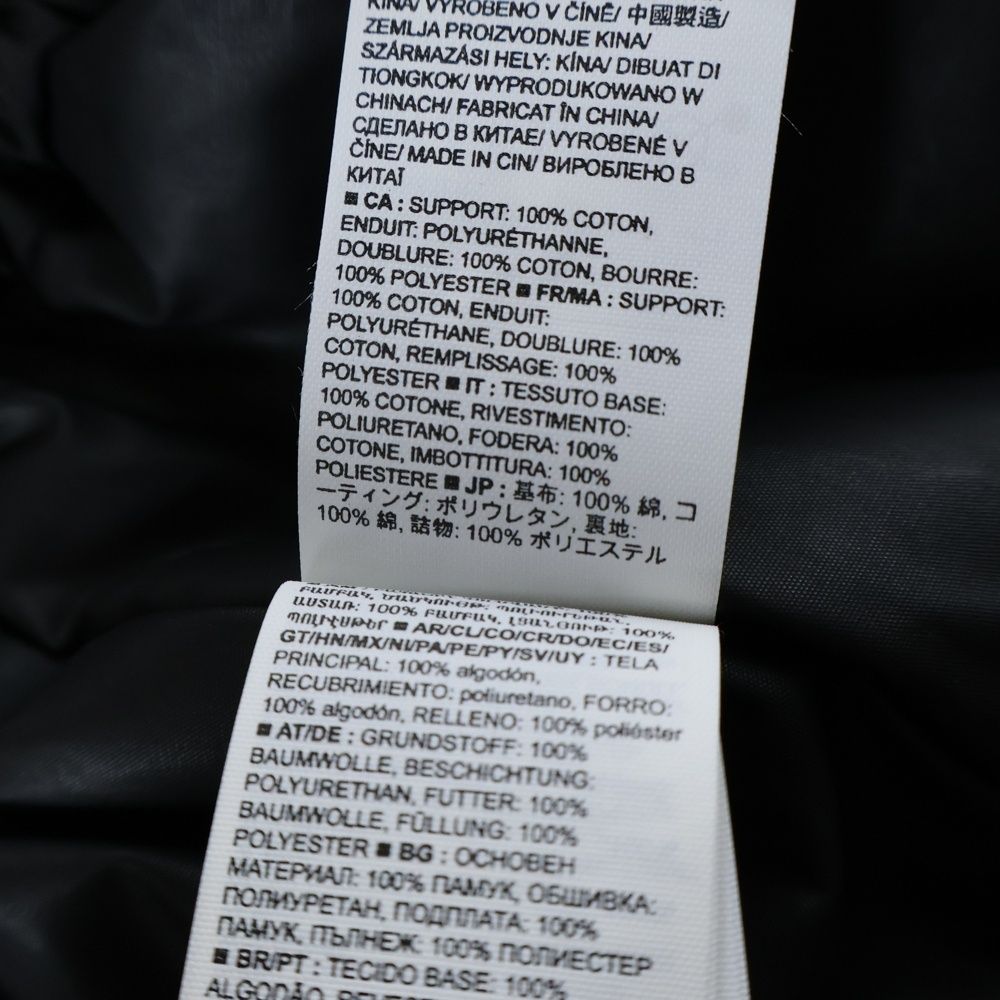 KINA/ VYROBENO V ČÍNĚ/ 中國製造/
ZEMLJA PROIZVODNJE KINA/
SZÁRMAZÁSI HELY: KÍNA/ DIBUAT DI
TIONGKOK/ WYPRODUKOWANO W
CHINACH/ FABRICAT ÎN CHINA/
СДЕЛАНО В КИТАЕ/ VYROBENÉ V
ČÍNE/ MADE IN CIN/ ВИРОБЛЕНО В
КИТАЇ
■ CA : SUPPORT: 100% COTON,
ENDUIT: POLYURÉTHANNE,
DOUBLURE: 100% COTON, BOURRE:
100% POLYESTER ■ FR/MA : SUPPORT:
100% COTON, ENDUIT:
POLYURÉTHANE, DOUBLURE: 100%
COTON, REMPLISSAGE: 100%
POLYESTER ■ IT : TESSUTO BASE:
100% COTONE, RIVESTIMENTO:
POLIURETANO, FODERA: 100%
COTONE, IMBOTTITURA: 100%
POLIESTERE ■ JP : 基布: 100% 綿, コ
ーティング: ポリウレタン, 裏地:
100% 綿, 詰物: 100% ポリエステル
ԲԱՄԲԱԿ,
ԱՍՏԱՌ: 100% ԲԱՄԲԱԿ, ԼՑԱՆՅՈՒԹ: 100%
ՊՈԼԻԷՍԹԵՐ ■ AR/CL/CO/CR/DO/EC/ES/
GT/HN/MX/NI/PA/PE/PY/SV/UY : TELA
PRINCIPAL: 100% algodón,
RECUBRIMIENTO: poliuretano, FORRO:
100% algodón, RELLENO: 100% poliéster
■ AT/DE : GRUNDSTOFF: 100%
BAUMWOLLE, BESCHICHTUNG:
POLYURETHAN, FUTTER: 100%
BAUMWOLLE, FÜLLUNG: 100%
POLYESTER ■ BG : ОСНОВЕН
МАТЕРИАЛ: 100% ПАМУК, ОБШИВКА:
ПОЛИУРЕТАН, ПОДПЛАТА: 100%
ПАМУК, ПЪЛНЕЖ: 100% ПОЛИЕСТЕР
■ BR/PT : TECIDO BASE: 100%
ALGODÃO,